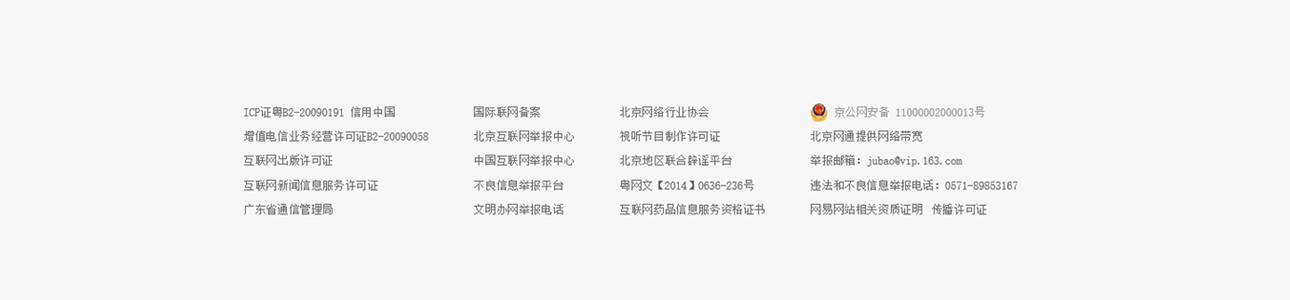 ICP证粤B2-20090191 信用中国
增值电信业务经营许可证B2-20090058
互联网出版许可证
互联网新闻信息服务许可证
广东省通信管理局
国际联网备案
北京互联网举报中心
中国互联网举报中心
不良信息举报平台
文明办网举报电话
北京网络行业协会
视听节目制作许可证
北京地区联合辟谣平台
粤网文【2014】0636-236号
互联网药品信息服务资格证书
京公网安备 11000002000013号
北京网通提供网络带宽
举报邮箱: jubao@vip.163.com
违法和不良信息举报电话: 0571-89853167
网易网站相关资质证明 传播许可证